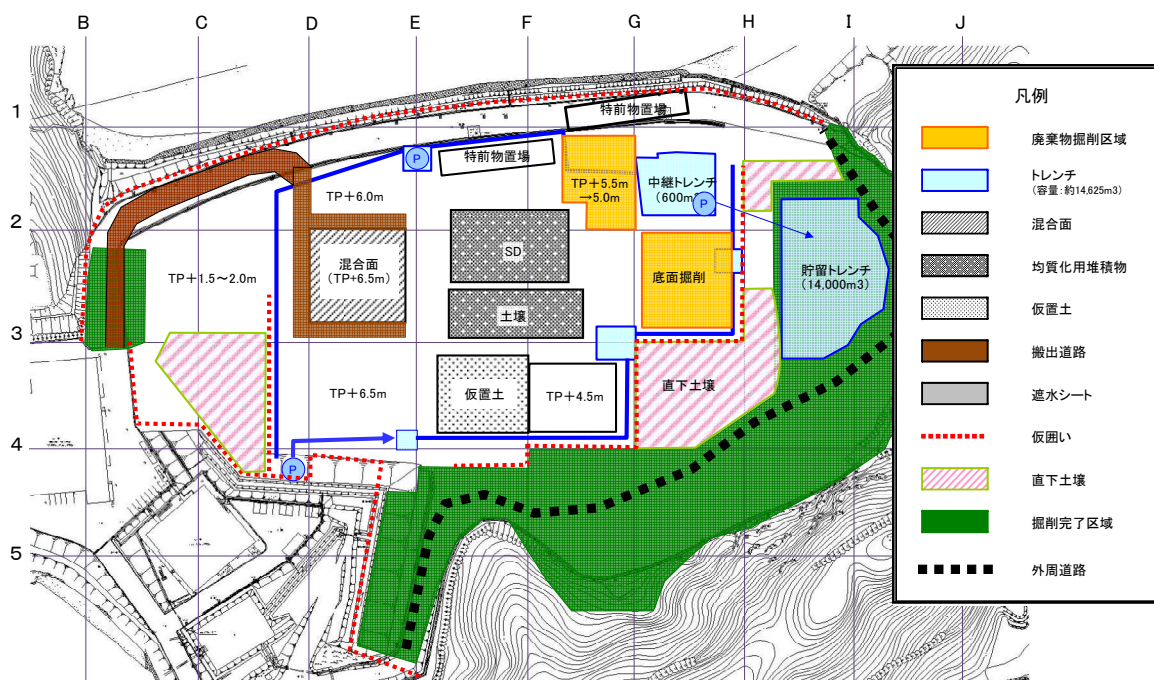 B C D E F G H I J
1
2
3
4
5
特前物置場
特前物置場
P
TP+6.0m
TP+5.5m
→5.0m
中継トレンチ
(600m3)
P
混合面
(TP+6.5m)
SD
TP+1.5～2.0m
底面掘削
貯留トレンチ
(14,000m3)
土壌
TP+6.5m
仮置土
TP+4.5m
直下土壌
P
凡例
廃棄物掘削区域
トレンチ
(容量：約14,625m3)
混合面
均質化用堆積物
仮置土
搬出道路
遮水シート
仮囲い
直下土壌
掘削完了区域
外周道路